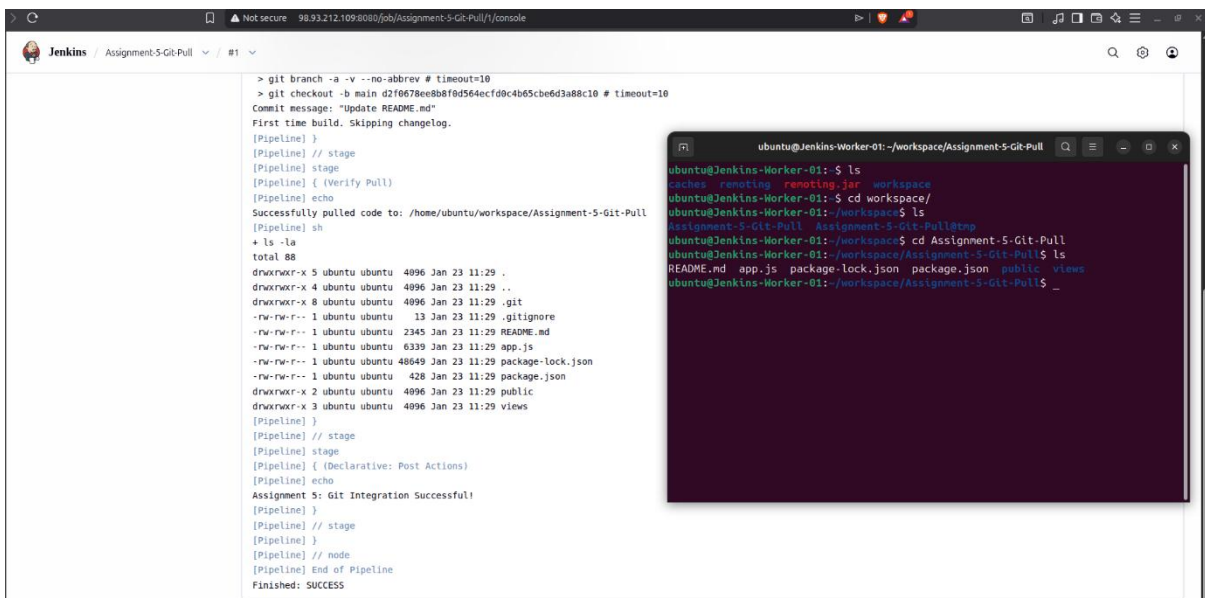 Not secure 98.93.212.109:8080/job/Assignment-5-Git-Pull/1/console
Jenkins / Assignment-5-Git-Pull / #1
> git branch -a -v --no-abbrev # timeout=10
> git checkout -b main d2f0678ee8b8f0d564ecfd0c4b65cbe6d3a88c10 # timeout=10
Commit message: "Update README.md"
First time build. Skipping changelog.
[Pipeline] }
[Pipeline] // stage
[Pipeline] stage
[Pipeline] { (Verify Pull)
[Pipeline] echo
Successfully pulled code to: /home/ubuntu/workspace/Assignment-5-Git-Pull
[Pipeline] sh
+ ls -la
total 88
drwxrwxr-x 5 ubuntu ubuntu 4096 Jan 23 11:29 .
drwxrwxr-x 4 ubuntu ubuntu 4096 Jan 23 11:29 ..
drwxrwxr-x 8 ubuntu ubuntu 4096 Jan 23 11:29 .git
-rw-rw-r-- 1 ubuntu ubuntu 13 Jan 23 11:29 .gitignore
-rw-rw-r-- 1 ubuntu ubuntu 2345 Jan 23 11:29 README.md
-rw-rw-r-- 1 ubuntu ubuntu 6339 Jan 23 11:29 app.js
-rw-rw-r-- 1 ubuntu ubuntu 48649 Jan 23 11:29 package-lock.json
-rw-rw-r-- 1 ubuntu ubuntu 428 Jan 23 11:29 package.json
drwxrwxr-x 2 ubuntu ubuntu 4096 Jan 23 11:29 public
drwxrwxr-x 3 ubuntu ubuntu 4096 Jan 23 11:29 views
[Pipeline] }
[Pipeline] // stage
[Pipeline] stage
[Pipeline] { (Declarative: Post Actions)
[Pipeline] echo
Assignment 5: Git Integration Successful!
[Pipeline] }
[Pipeline] // stage
[Pipeline] }
[Pipeline] // node
[Pipeline] End of Pipeline
Finished: SUCCESS
ubuntu@Jenkins-Worker-01: ~/workspace/Assignment-5-Git-Pull
ubuntu@Jenkins-Worker-01:~$ ls
caches remoting remoting.jar workspace
ubuntu@Jenkins-Worker-01:~$ cd workspace/
ubuntu@Jenkins-Worker-01:~/workspace$ ls
Assignment-5-Git-Pull Assignment-5-Git-Pull@tmp
ubuntu@Jenkins-Worker-01:~/workspace$ cd Assignment-5-Git-Pull
ubuntu@Jenkins-Worker-01:~/workspace/Assignment-5-Git-Pull$ ls
README.md app.js package-lock.json package.json public views
ubuntu@Jenkins-Worker-01:~/workspace/Assignment-5-Git-Pull$ _